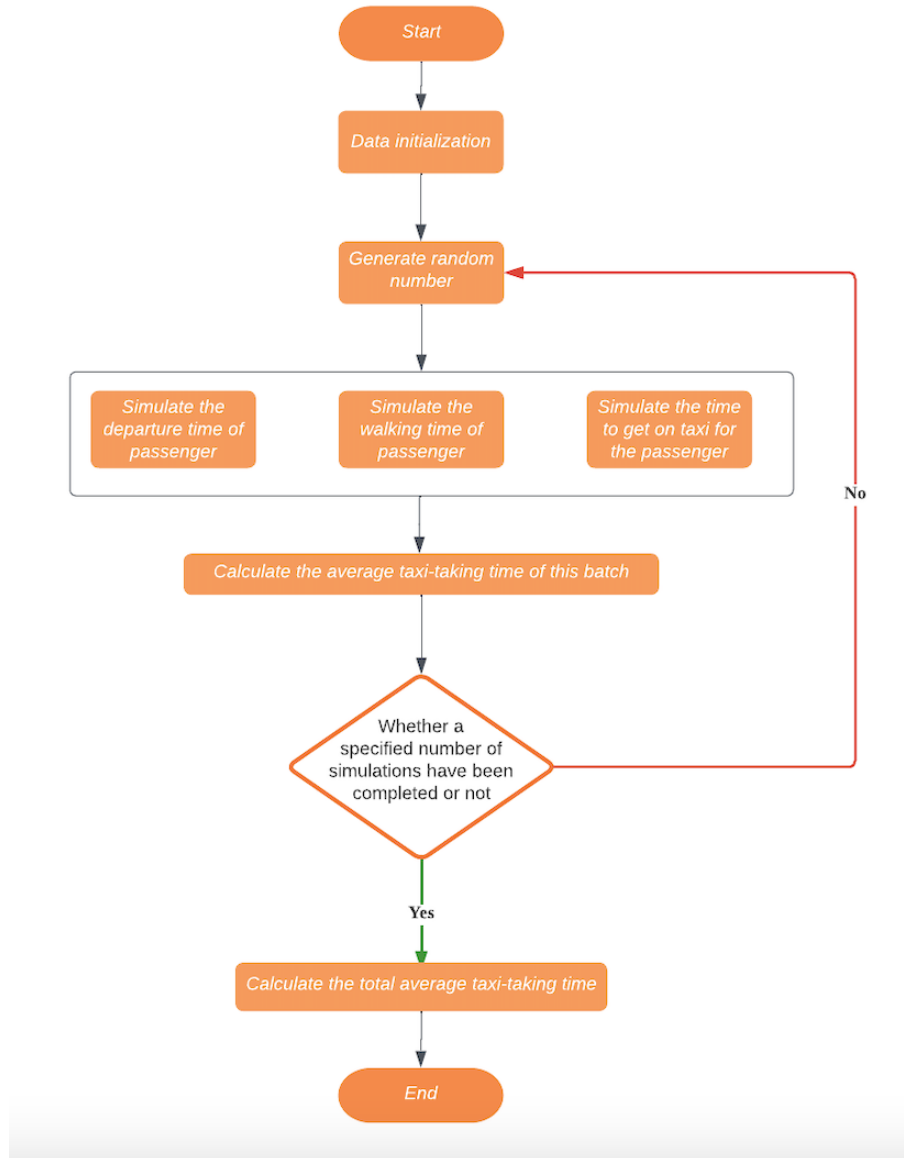 Start
Data initialization
Generate random
number
Simulate the
departure time of
passenger
Simulate the
walking time of
passenger
Simulate the time
to get on taxi for
the passenger
No
Calculate the average taxi-taking time of this batch
Whether a
specified number of
simulations have been
completed or not
Yes
Calculate the total average taxi-taking time
End